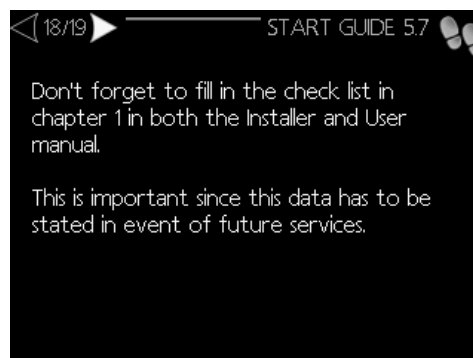 18/19 START GUIDE 5.7
Don't forget to fill in the check list in
chapter 1 in both the Installer and User
manual.
This is important since this data has to be
stated in event of future services.